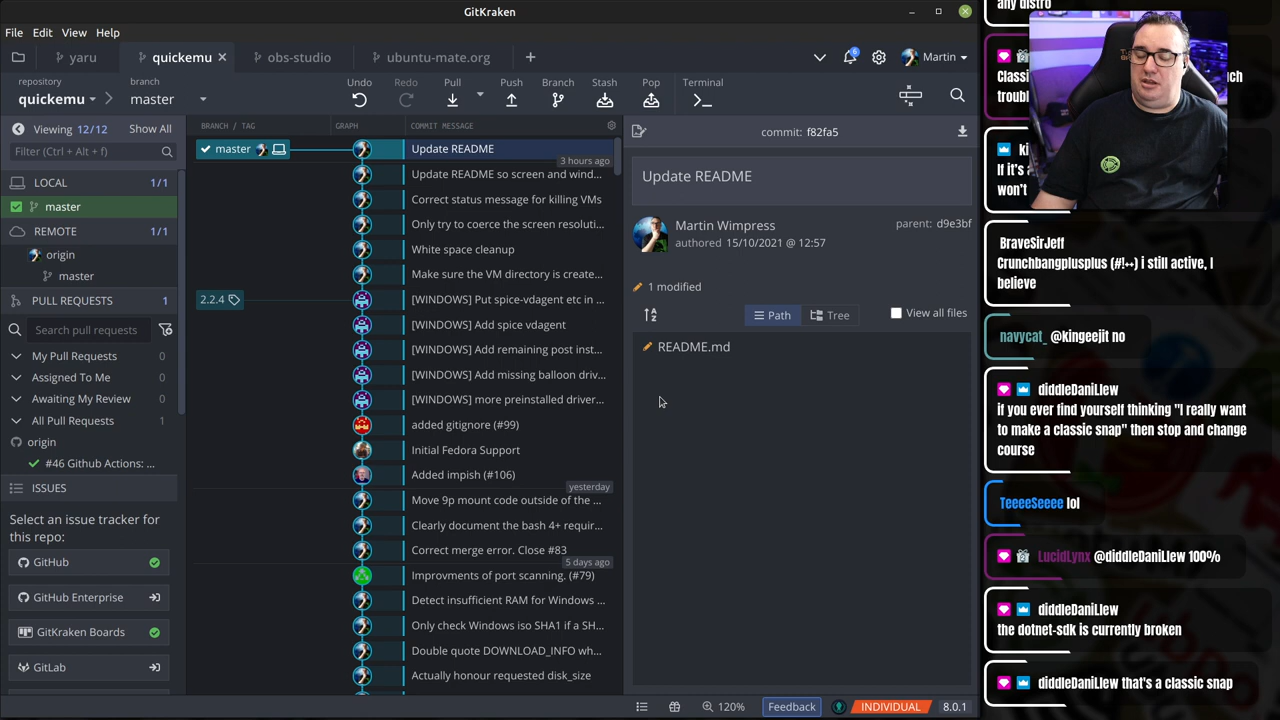 GitKraken
File Edit View Help
yaru
quickemu
obs-studio
ubuntu-mate.org
6
Martin
repository
quickemu
branch
master
Undo
Redo
Pull
Push
Branch
Stash
Pop
Terminal
Viewing 12/12
Show All
Filter (Ctrl + Alt + f)
LOCAL 1/1
master
REMOTE 1/1
origin
master
PULL REQUESTS 1
Search pull requests
My Pull Requests 0
Assigned To Me 0
Awaiting My Review 0
All Pull Requests 1
origin
#46 Github Actions: ...
ISSUES
Select an issue tracker for
this repo:
GitHub
GitHub Enterprise
GitKraken Boards
GitLab
BRANCH / TAG
GRAPH
COMMIT MESSAGE
master
Update README
3 hours ago
Update README so screen and wind...
Correct status message for killing VMs
Only try to coerce the screen resoluti...
White space cleanup
Make sure the VM directory is create...
2.2.4
[WINDOWS] Put spice-vdagent etc in ...
[WINDOWS] Add spice vdagent
[WINDOWS] Add remaining post inst...
[WINDOWS] Add missing balloon driv...
[WINDOWS] more preinstalled driver...
added gitignore (#99)
Initial Fedora Support
Added impish (#106)
yesterday
Move 9p mount code outside of the ...
Clearly document the bash 4+ requir...
Correct merge error. Close #83
5 days ago
Improvments of port scanning. (#79)
Detect insufficient RAM for Windows ...
Only check Windows iso SHA1 if a SH...
Double quote DOWNLOAD_INFO wh...
Actually honour requested disk_size
commit: f82fa5
Update README
Martin Wimpress
authored 15/10/2021 @ 12:57
parent: d9e3bf
1 modified
Path
Tree
View all files
README.md
120%
Feedback
INDIVIDUAL
8.0.1
any distro
Classi
troubl
ki
If it's a
won't
BraveSirJeff
Crunchbangplusplus (#!++) i still active, I
believe
navycat_ @kingeejit no
diddleDaniLlew
if you ever find yourself thinking "I really want
to make a classic snap" then stop and change
course
TeeeeSeeee lol
LucidLynx @diddleDaniLlew 100%
diddleDaniLlew
the dotnet-sdk is currently broken
diddleDaniLlew that's a classic snap